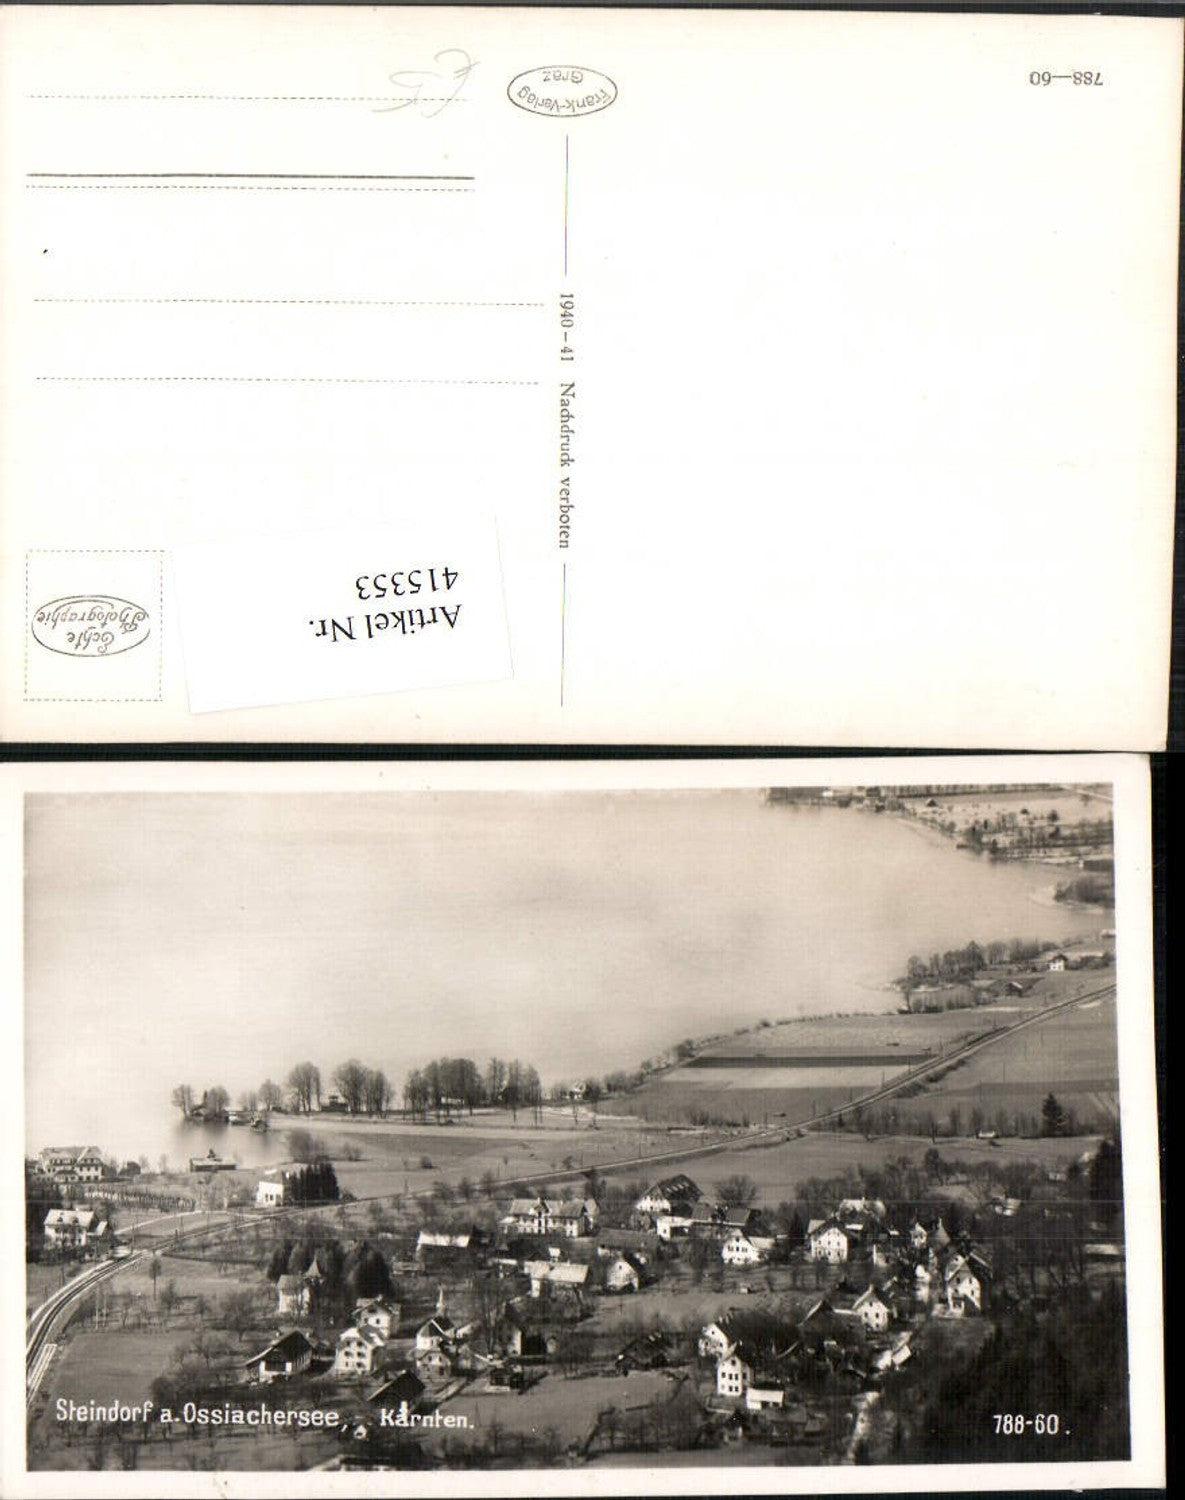 788—60
Frank-Verlag
Graz
1940-41 Nachdruck verboten
Artikel Nr.
415353
Echte
Photographie
Steindorf a. Ossiachersee, Kärnten.
788-60.